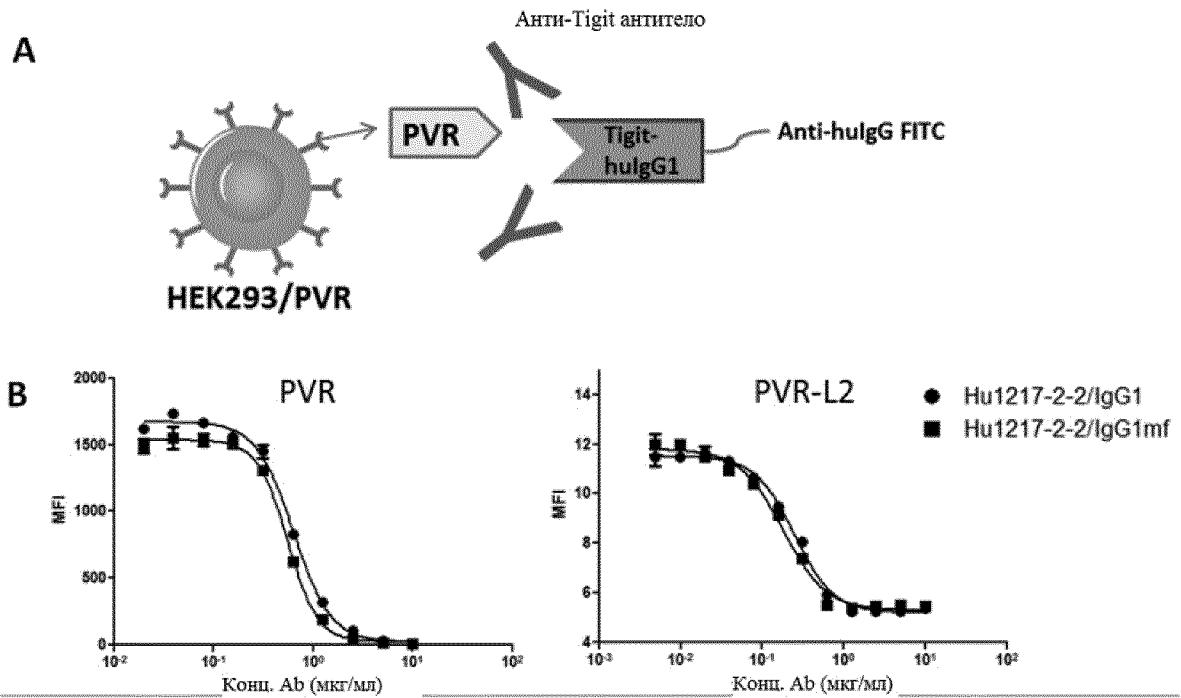 Анти-Tigit антитело
A
PVR
Tigit-
huIgG1
Anti-huIgG FITC
HEK293/PVR
B
PVR
2000
1500
1000
500
0
MFI
10-2
10-1
100
101
102
Конц. Ab (мкг/мл)
PVR-L2
14
12
10
8
6
4
MFI
10-3
10-2
10-1
100
101
102
Конц. Ab (мкг/мл)
Hu1217-2-2/IgG1
Hu1217-2-2/IgG1mf